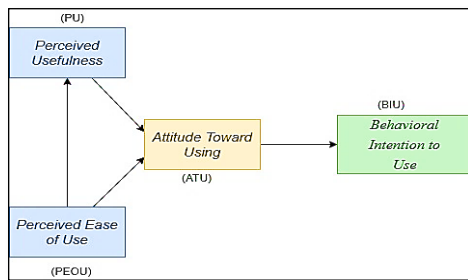 (PU)
Perceived
Usefulness
(BIU)
Behavioral
Intention to
Use
Attitude Toward
Using
(ATU)
Perceived Ease
of Use
(PEOU)